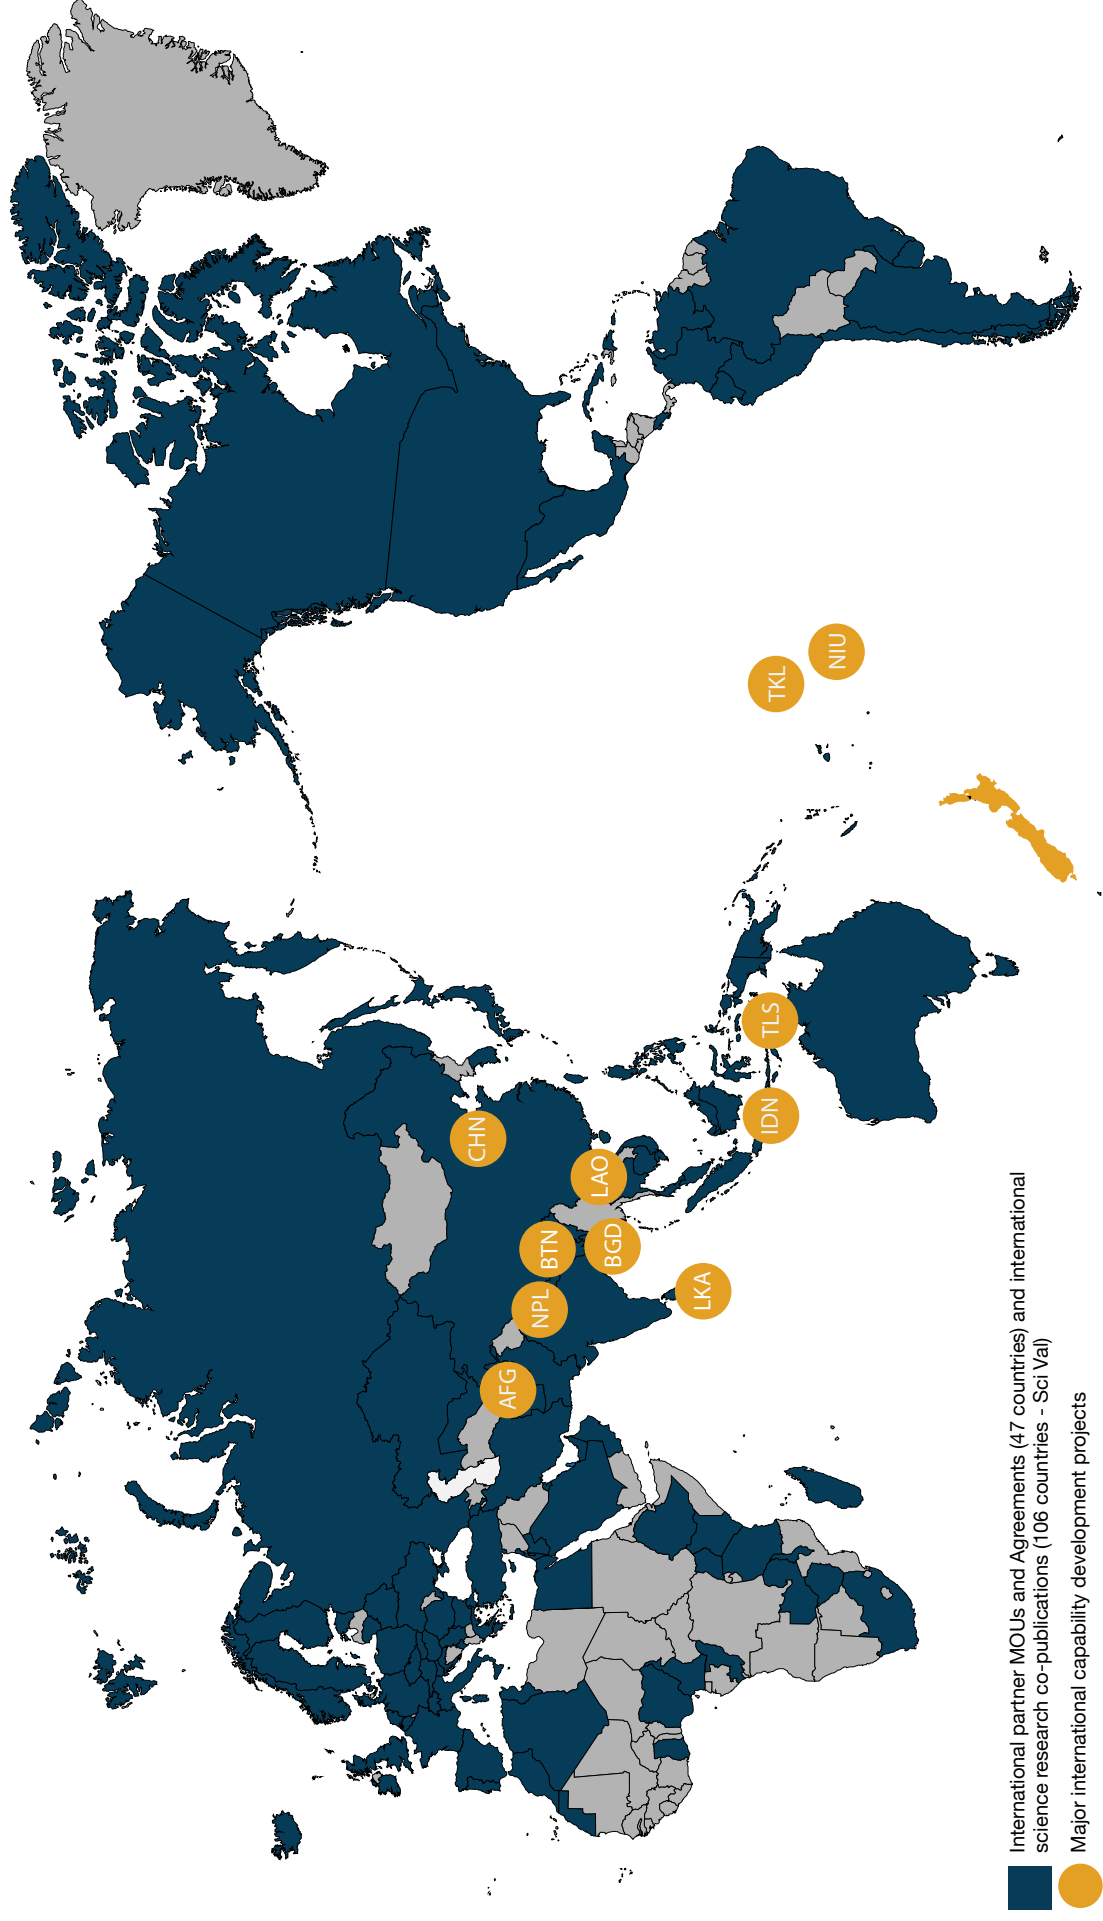 AFG
NPL
LKA
BTN
BGD
LAO
CHN
IDN
TLS
TKL
NIU
International partner MOUs and Agreements (47 countries) and international
science research co-publications (106 countries - Sci Val)
Major international capability development projects